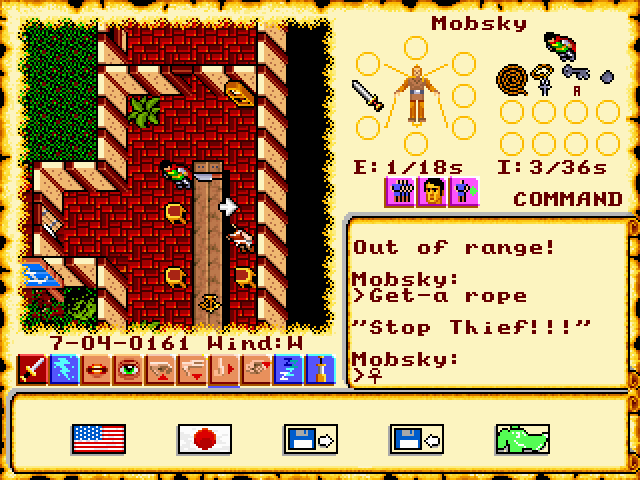 Mobsky
A
E: 1/18s I: 3/36s
COMMAND
Out of range!
Mobsky:
>Get-a rope
"Stop Thief!!!"
Mobsky:
>
7-04-0161 Wind:W
z z z